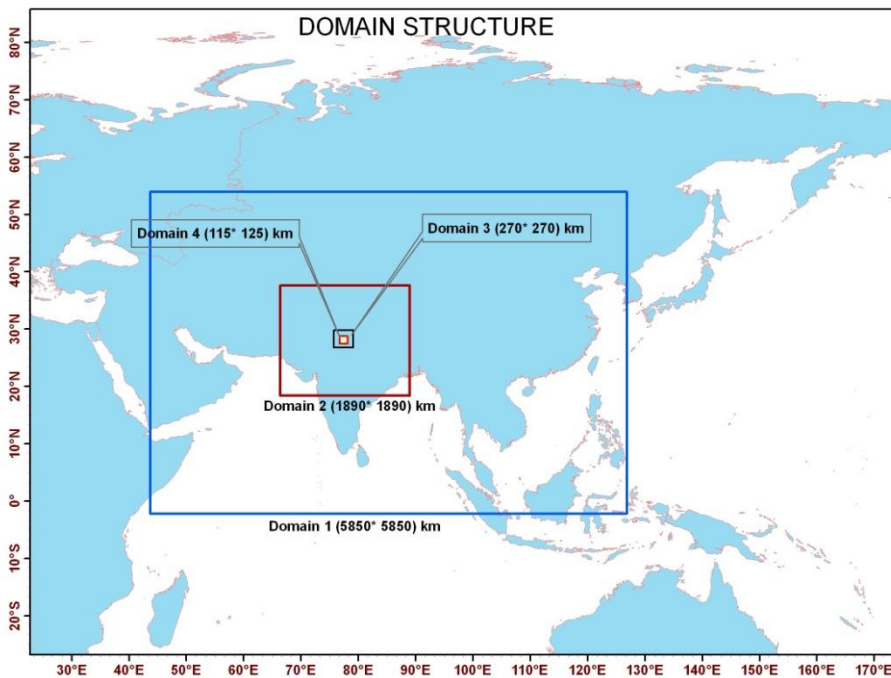 DOMAIN STRUCTURE
80°N
70°N
60°N
50°N
40°N
30°N
20°N
10°N
0°
10°S
20°S
Domain 4 (115* 125) km
Domain 3 (270* 270) km
Domain 2 (1890* 1890) km
Domain 1 (5850* 5850) km
30°E 40°E 50°E 60°E 70°E 80°E 90°E 100°E 110°E 120°E 130°E 140°E 150°E 160°E 170°E